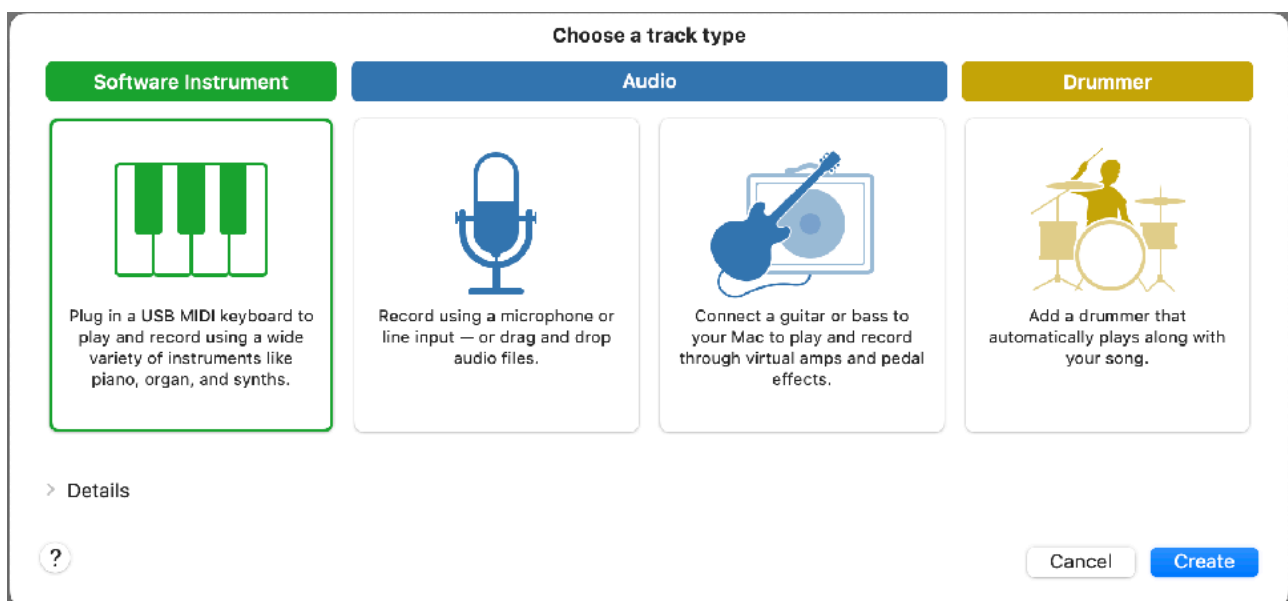 Choose a track type
Software Instrument
Audio
Drummer
Plug in a USB MIDI keyboard to
play and record using a wide
variety of instruments like
piano, organ, and synths.
Record using a microphone or
line input — or drag and drop
audio files.
Connect a guitar or bass to
your Mac to play and record
through virtual amps and pedal
effects.
Add a drummer that
automatically plays along with
your song.
Details
?
Cancel
Create